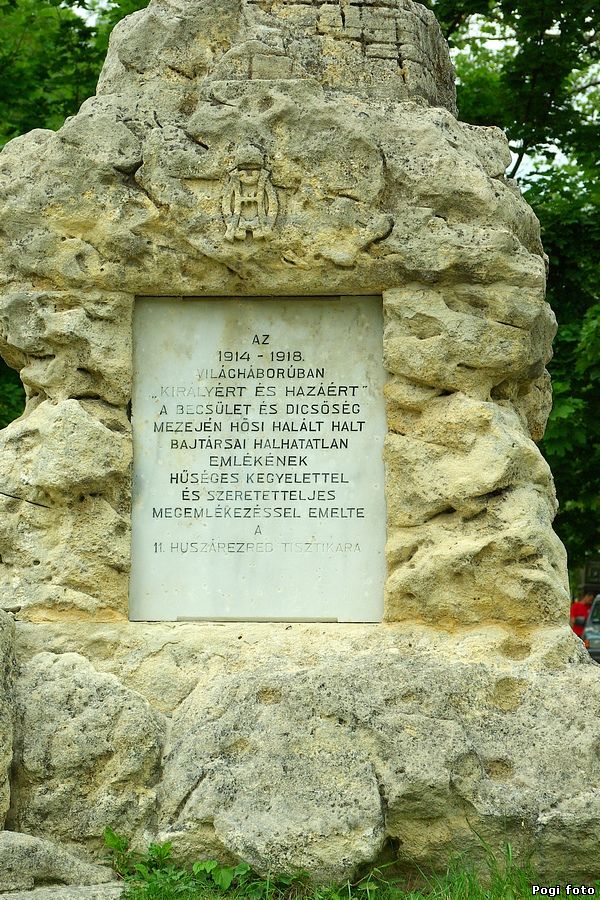 AZ
1914 - 1918.
VILÁGHÁBORÚBAN
„KIRÁLYÉRT ÉS HAZÁÉRT”
A BECSÜLET ÉS DICSŐSÉG
MEZEJÉN HŐSI HALÁLT HALT
BAJTÁRSAI HALHATATLAN
EMLÉKÉNEK
HŰSÉGES KEGYELETTEL
ÉS SZERETETTELJES
MEGEMLÉKEZÉSSEL EMELTE
A
11. HUSZÁREZRED TISZTIKARA
Pogi foto